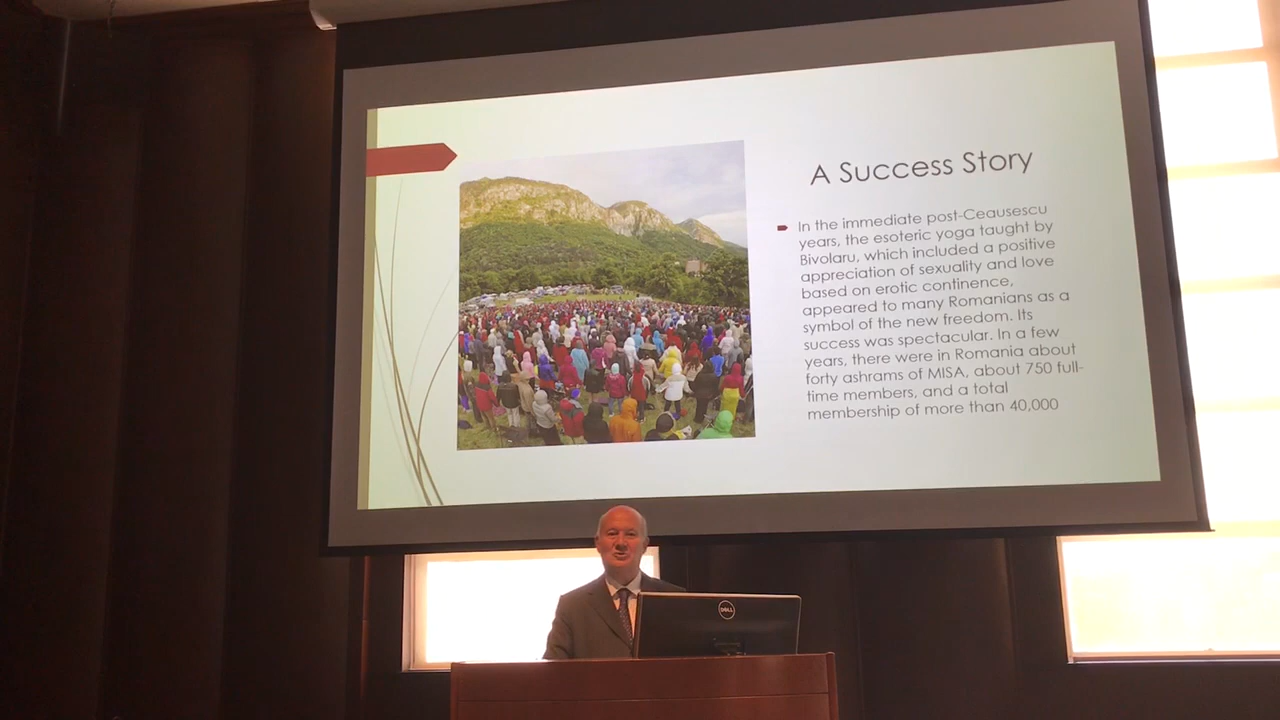 A Success Story
In the immediate post-Ceausescu
years, the esoteric yoga taught by
Bivolaru, which included a positive
appreciation of sexuality and love
based on erotic continence,
appeared to many Romanians as a
symbol of the new freedom. Its
success was spectacular. In a few
years, there were in Romania about
forty ashrams of MISA, about 750 full-
time members, and a total
membership of more than 40,000
DELL